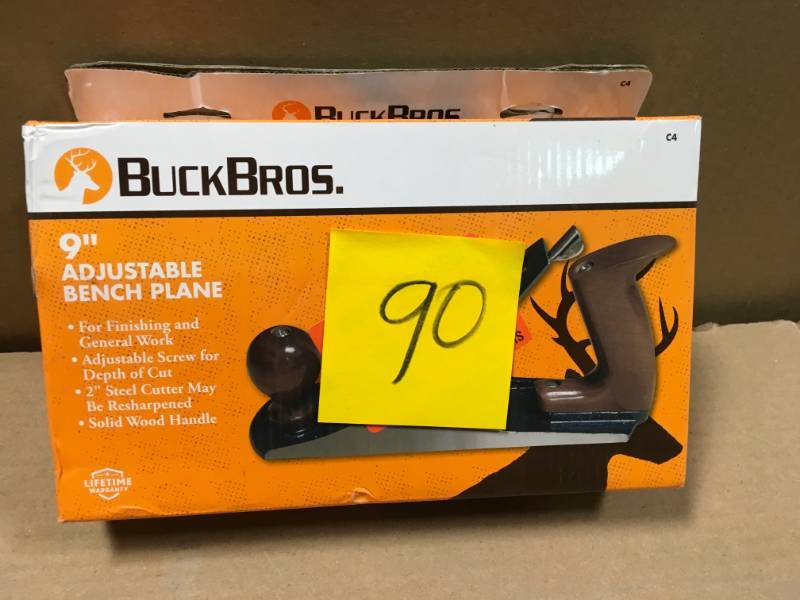 C4
BUCKBROS
C4
BUCKBROS.
9"
ADJUSTABLE
BENCH PLANE
• For Finishing and
General Work
• Adjustable Screw for
Depth of Cut
• 2" Steel Cutter May
Be Resharpened
• Solid Wood Handle
90
LIFETIME
WARRANTY